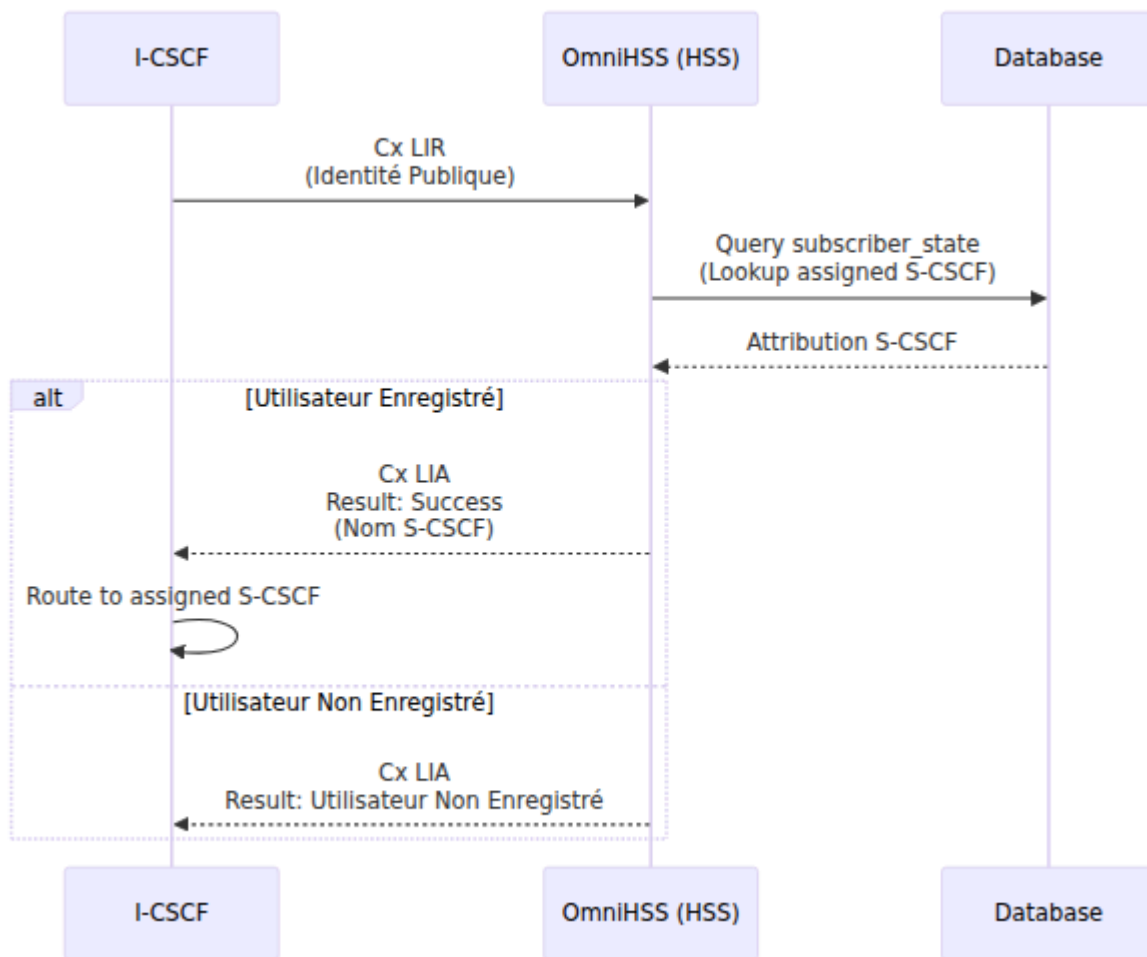 I-CSCF
OmniHSS (HSS)
Database
Cx LIR
(Identité Publique)
Query subscriber_state
(Lookup assigned S-CSCF)
Attribution S-CSCF
alt
[Utilisateur Enregistré]
Cx LIA
Result: Success
(Nom S-CSCF)
Route to assigned S-CSCF
[Utilisateur Non Enregistré]
Cx LIA
Result: Utilisateur Non Enregistré
I-CSCF
OmniHSS (HSS)
Database